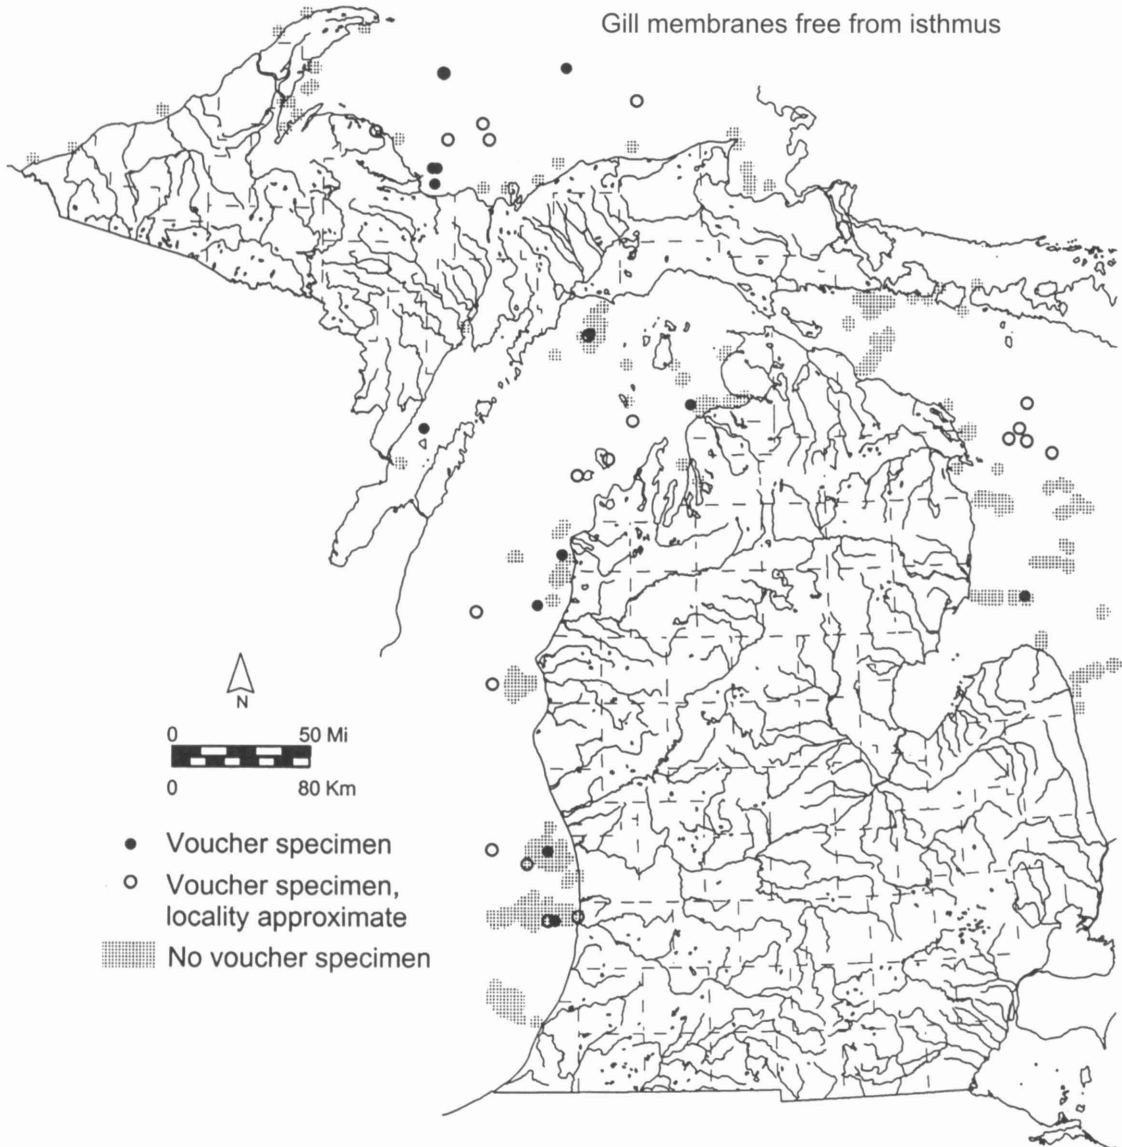 Gill membranes free from isthmus
N
0 50 Mi
0 80 Km
Voucher specimen
Voucher specimen,
locality approximate
No voucher specimen